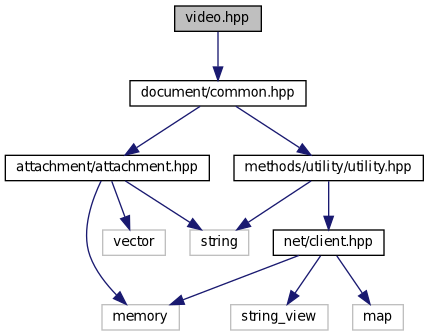 video.hpp
document/common.hpp
attachment/attachment.hpp
methods/utility/utility.hpp
vector
string
net/client.hpp
memory
string_view
map